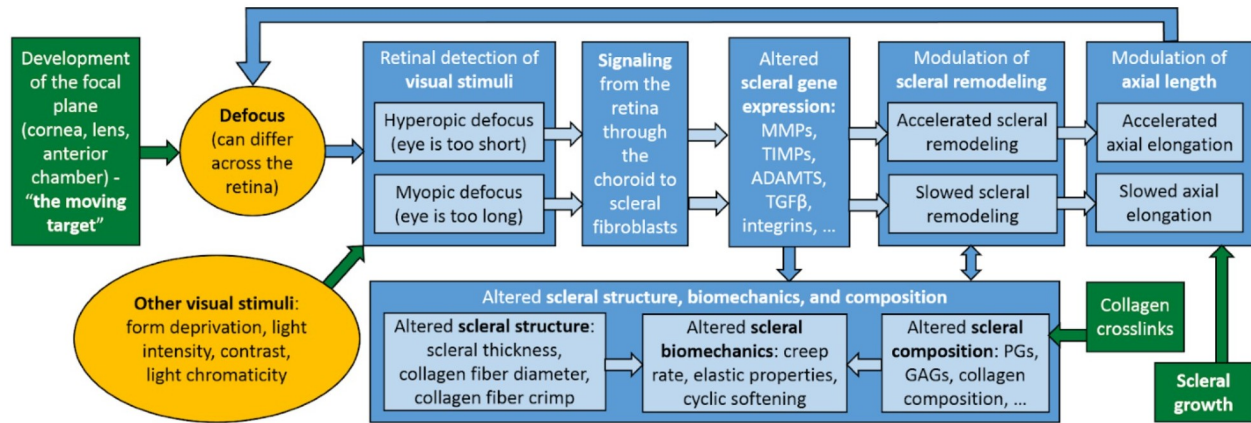 Development
of the focal
plane
(cornea, lens,
anterior
chamber) -
“the moving
target”
Defocus
(can differ
across the
retina)
Retinal detection of
visual stimuli
Hyperopic defocus
(eye is too short)
Myopic defocus
(eye is too long)
Signaling
from the
retina
through
the
choroid to
scleral
fibroblasts
Altered
scleral gene
expression:
MMPs,
TIMPs,
ADAMTS,
TGFβ,
integrins, ...
Modulation of
scleral remodeling
Accelerated scleral
remodeling
Slowed scleral
remodeling
Modulation of
axial length
Accelerated
axial elongation
Slowed axial
elongation
Other visual stimuli:
form deprivation, light
intensity, contrast,
light chromaticity
Altered scleral structure, biomechanics, and composition
Altered scleral structure:
scleral thickness,
collagen fiber diameter,
collagen fiber crimp
Altered scleral
biomechanics: creep
rate, elastic properties,
cyclic softening
Altered scleral
composition: PGs,
GAGs, collagen
composition, ...
Collagen
crosslinks
Scleral
growth